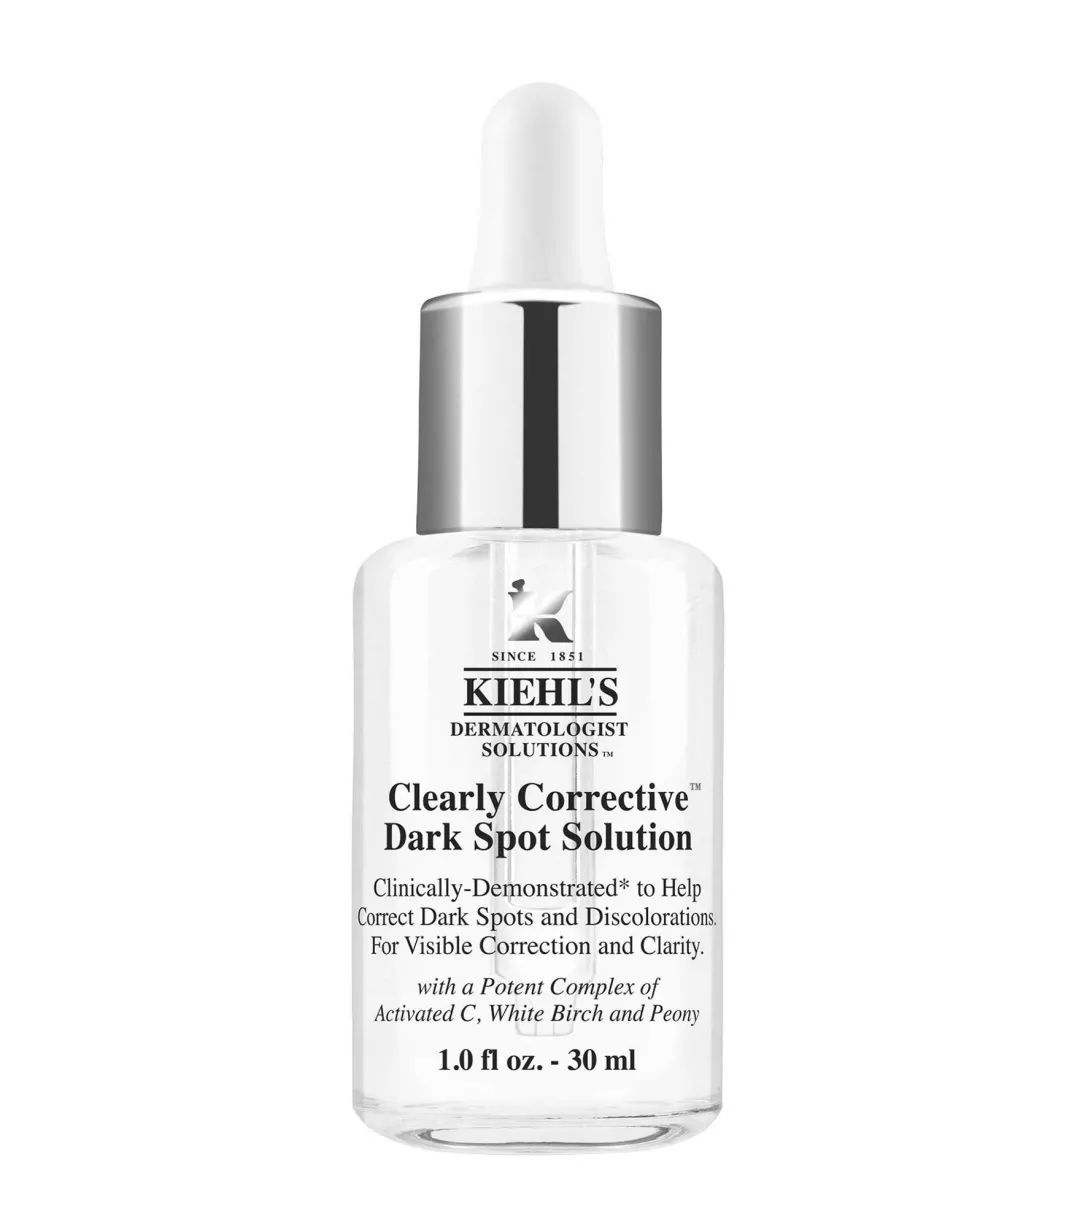 SINCE 1851
KIEHL'S
DERMATOLOGIST
SOLUTIONS™
Clearly Corrective™
Dark Spot Solution
Clinically-Demonstrated* to Help
Correct Dark Spots and Discolorations.
For Visible Correction and Clarity.
with a Potent Complex of
Activated C, White Birch and Peony
1.0 fl oz. - 30 ml